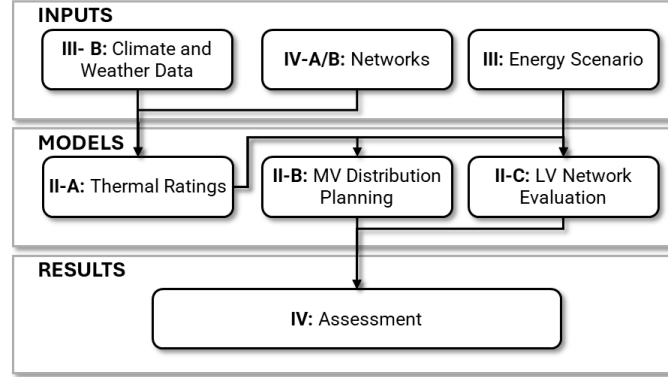 INPUTS
III- B: Climate and
Weather Data
IV-A/B: Networks
III: Energy Scenario
MODELS
II-A: Thermal Ratings
II-B: MV Distribution
Planning
II-C: LV Network
Evaluation
RESULTS
IV: Assessment